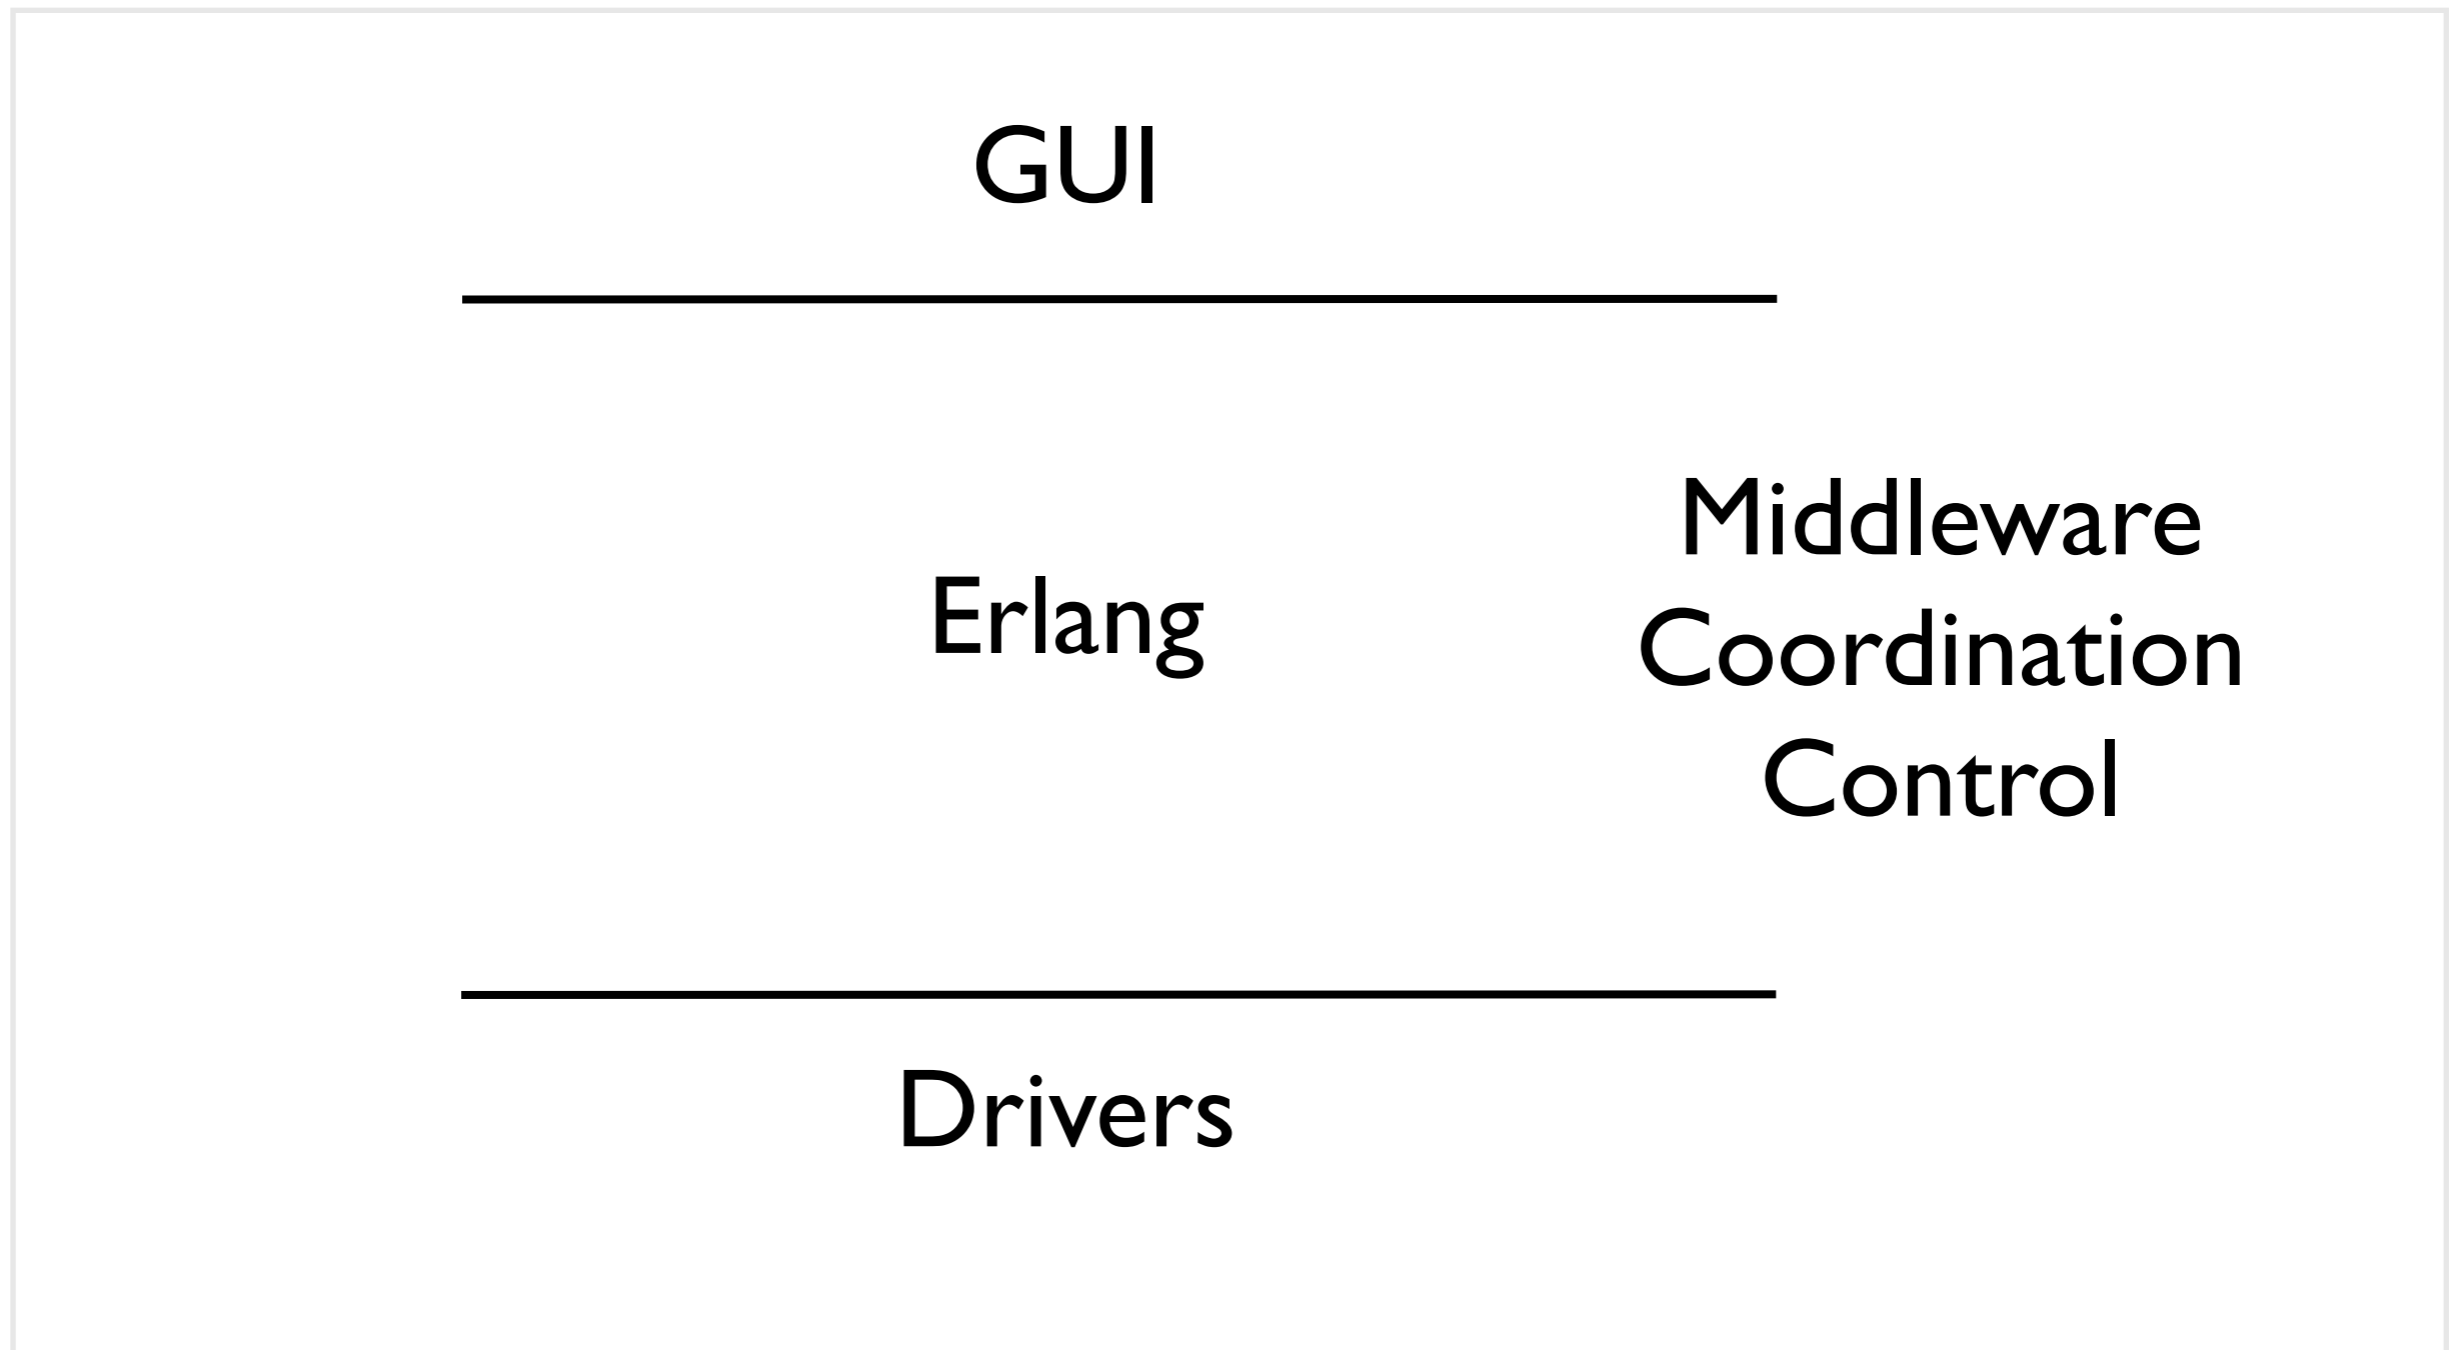 GUI
Erlang
Middleware
Coordination
Control
Drivers